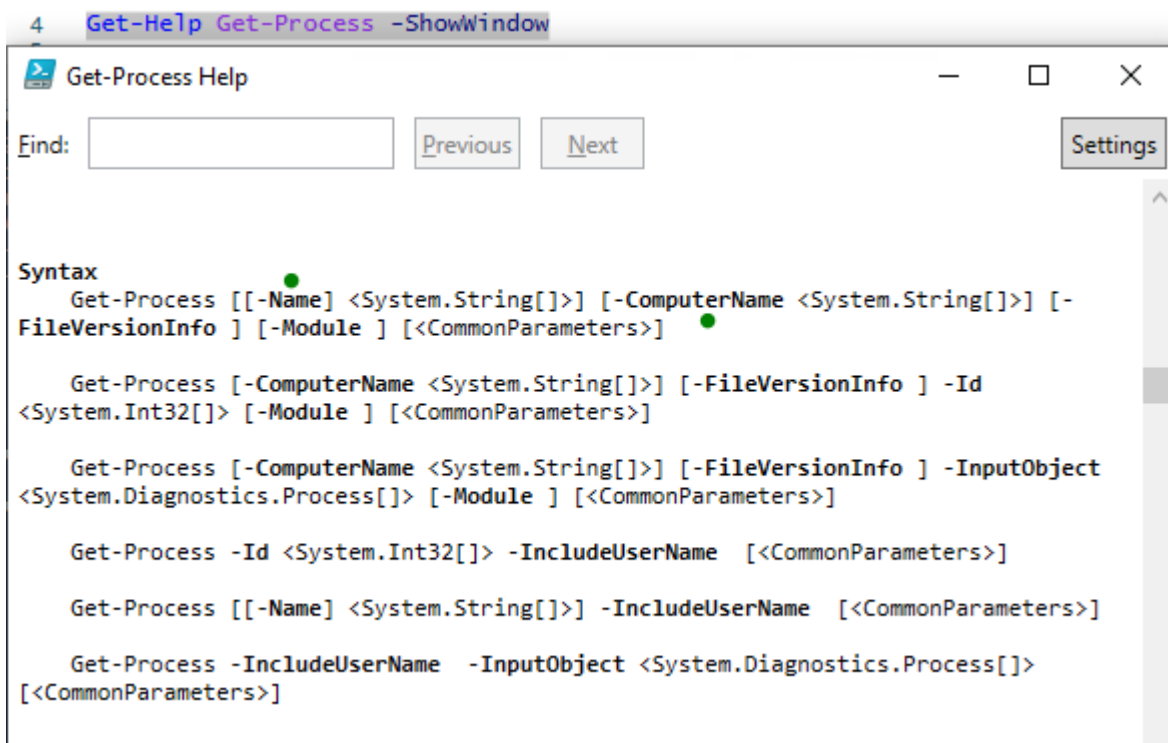 4 Get-Help Get-Process -ShowWindow
Get-Process Help
Find: Previous Next Settings
Syntax
Get-Process [[-Name] <System.String[]>] [-ComputerName <System.String[]>] [-
FileVersionInfo ] [-Module ] [<CommonParameters>]
Get-Process [-ComputerName <System.String[]>] [-FileVersionInfo ] -Id
<System.Int32[]> [-Module ] [<CommonParameters>]
Get-Process [-ComputerName <System.String[]>] [-FileVersionInfo ] -InputObject
<System.Diagnostics.Process[]> [-Module ] [<CommonParameters>]
Get-Process -Id <System.Int32[]> -IncludeUserName  [<CommonParameters>]
Get-Process [[-Name] <System.String[]>] -IncludeUserName  [<CommonParameters>]
Get-Process -IncludeUserName  -InputObject <System.Diagnostics.Process[]>
[<CommonParameters>]